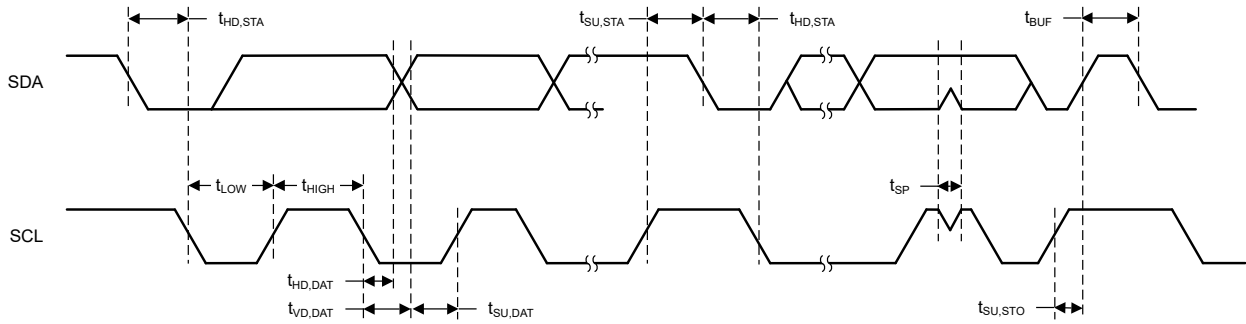 tHD,STA
tSU,STA
tHD,STA
tBUF
SDA
tLOW
tHIGH
tSP
SCL
tHD,DAT
tVD,DAT
tSU,DAT
tSU,STO